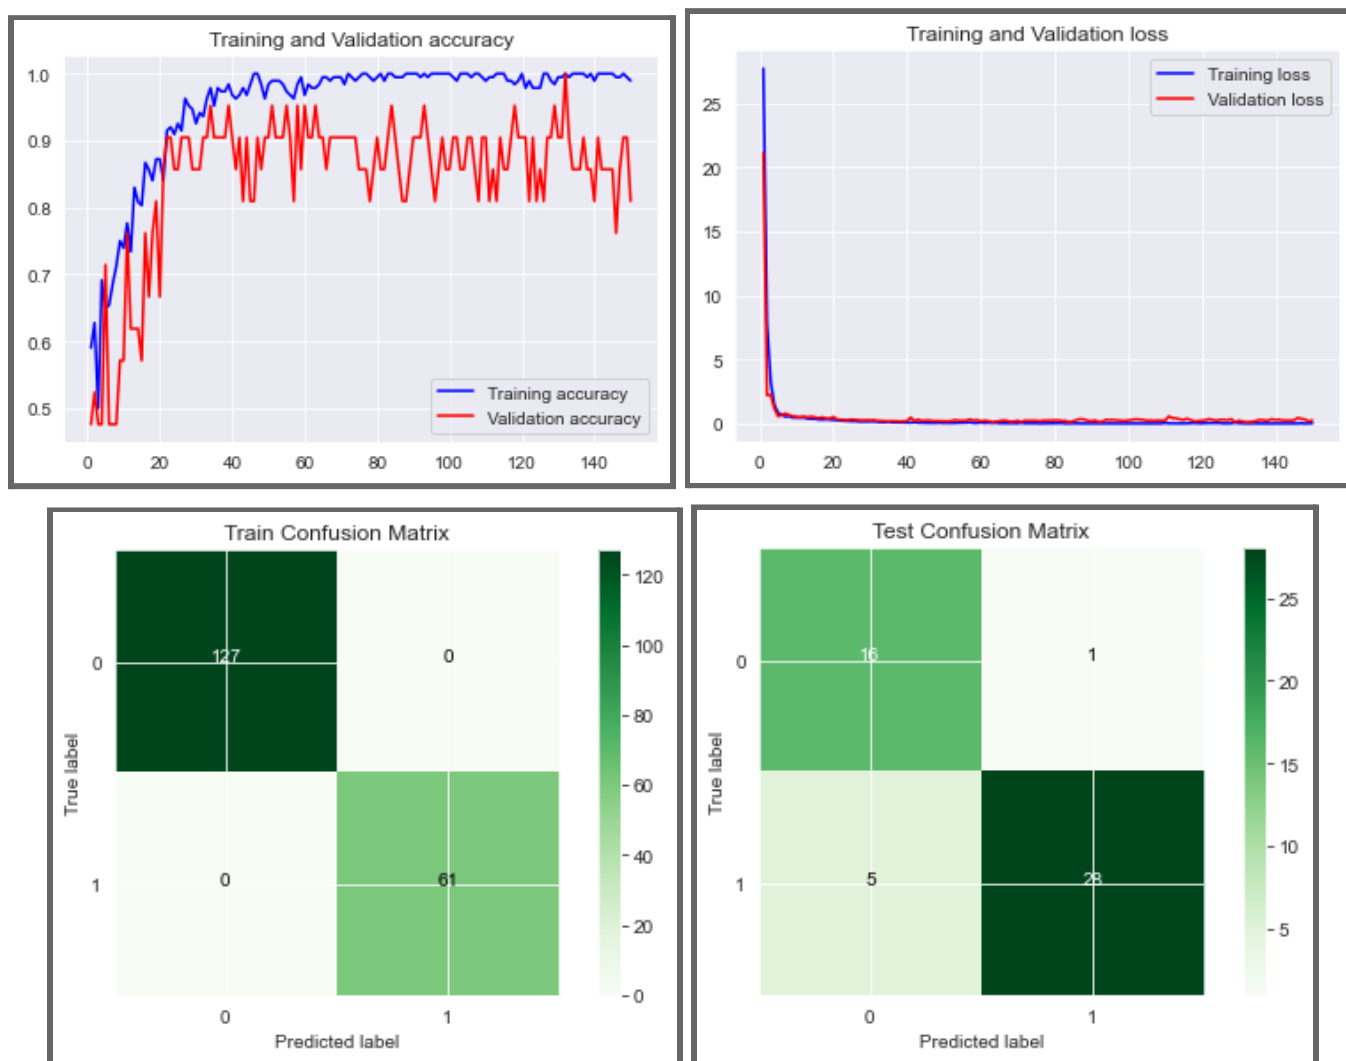 Training and Validation accuracy
1.0
0.9
0.8
0.7
0.6
0.5
Training accuracy
Validation accuracy
0 20 40 60 80 100 120 140
Training and Validation loss
Training loss
Validation loss
25
20
15
10
5
0
0 20 40 60 80 100 120 140
Train Confusion Matrix
True label
0
1
127 0
0 61
0 1
Predicted label
120
100
80
60
40
20
0
Test Confusion Matrix
True label
0
1
16 1
5 28
0 1
Predicted label
25
20
15
10
5